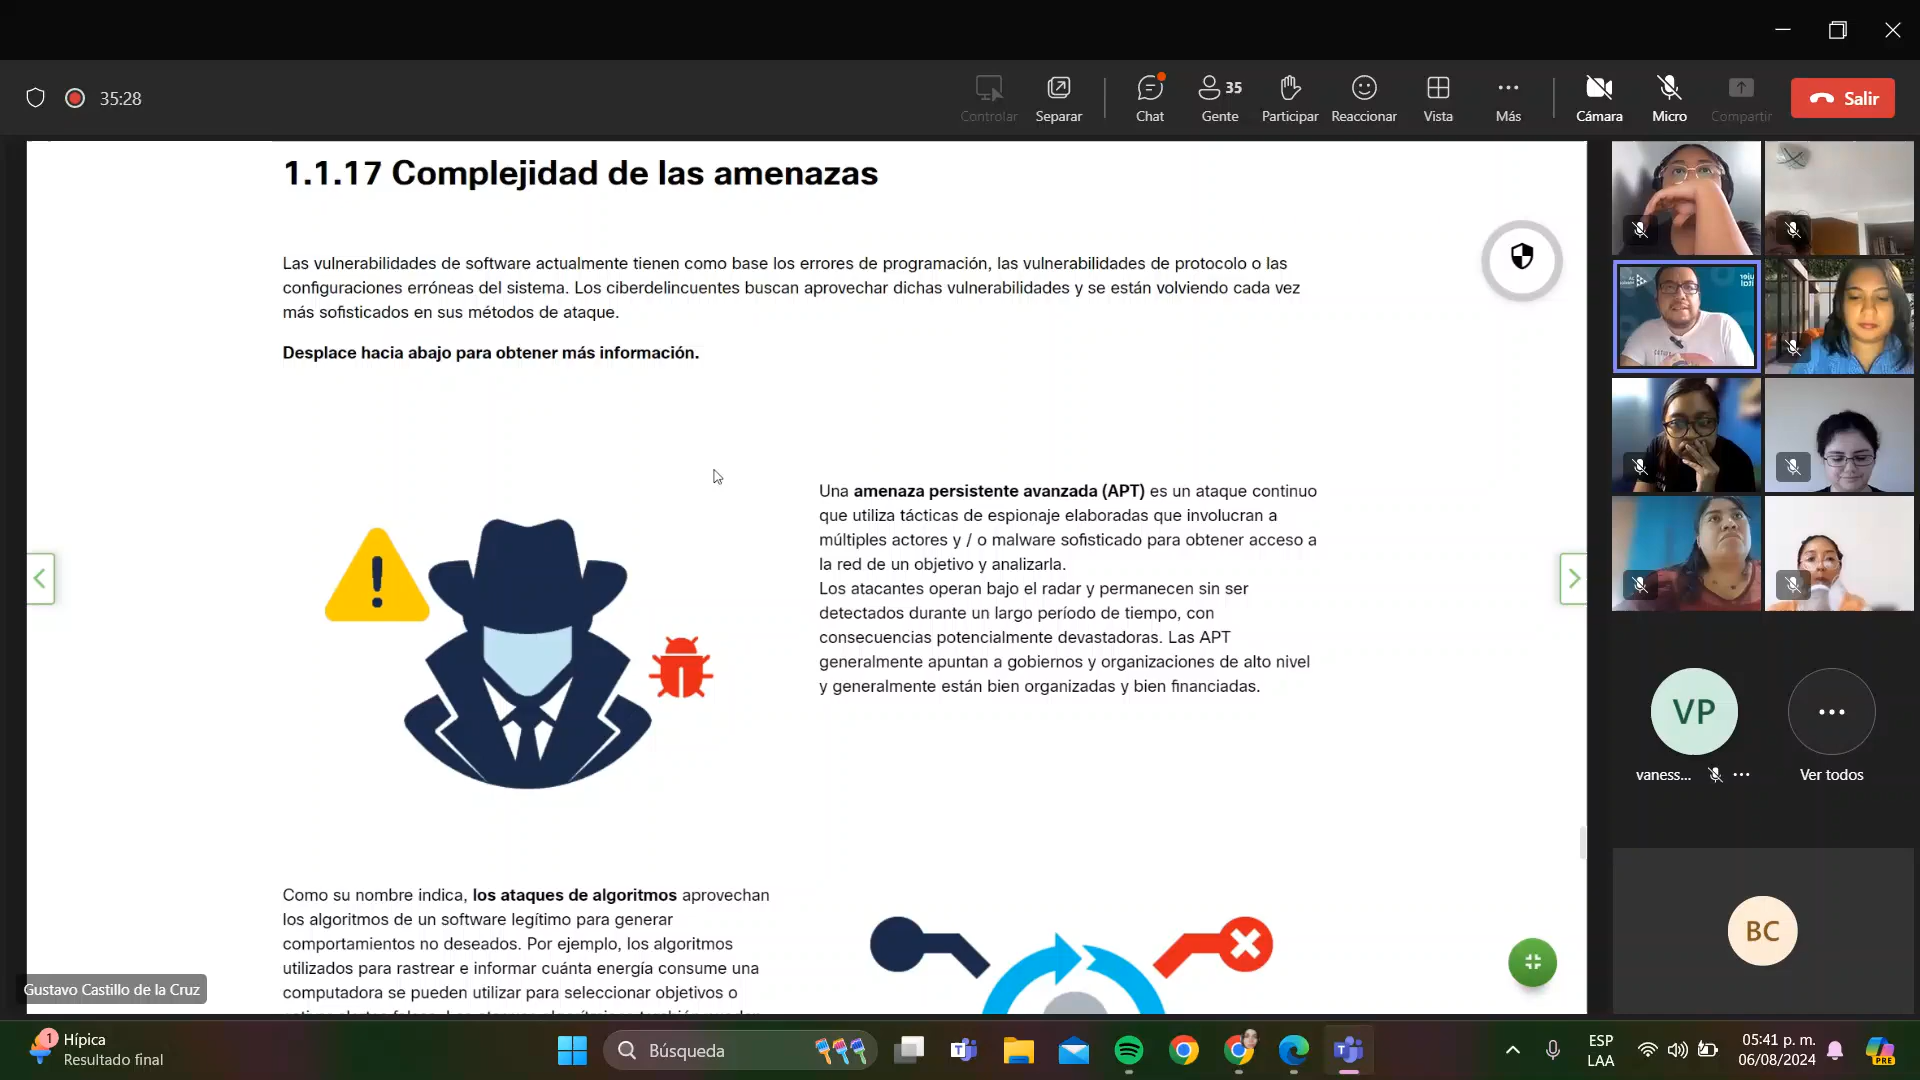 35:28
Controlar
Separar
Chat
35
Gente
Participar
Reaccionar
Vista
Más
Cámara
Micro
Compartir
Salir
1.1.17 Complejidad de las amenazas
Las vulnerabilidades de software actualmente tienen como base los errores de programación, las vulnerabilidades de protocolo o las
configuraciones erróneas del sistema. Los ciberdelincuentes buscan aprovechar dichas vulnerabilidades y se están volviendo cada vez
más sofisticados en sus métodos de ataque.
Desplace hacia abajo para obtener más información.
Una amenaza persistente avanzada (APT) es un ataque continuo
que utiliza tácticas de espionaje elaboradas que involucran a
múltiples actores y / o malware sofisticado para obtener acceso a
la red de un objetivo y analizarla.
Los atacantes operan bajo el radar y permanecen sin ser
detectados durante un largo período de tiempo, con
consecuencias potencialmente devastadoras. Las APT
generalmente apuntan a gobiernos y organizaciones de alto nivel
y generalmente están bien organizadas y bien financiadas.
Como su nombre indica, los ataques de algoritmos aprovechan
los algoritmos de un software legítimo para generar
comportamientos no deseados. Por ejemplo, los algoritmos
utilizados para rastrear e informar cuánta energía consume una
computadora se pueden utilizar para seleccionar objetivos o
Gustavo Castillo de la Cruz
VP
vaness...
Ver todos
BC
1
Hípica
Resultado final
Búsqueda
ESP
LAA
05:41 p. m.
06/08/2024
PRE